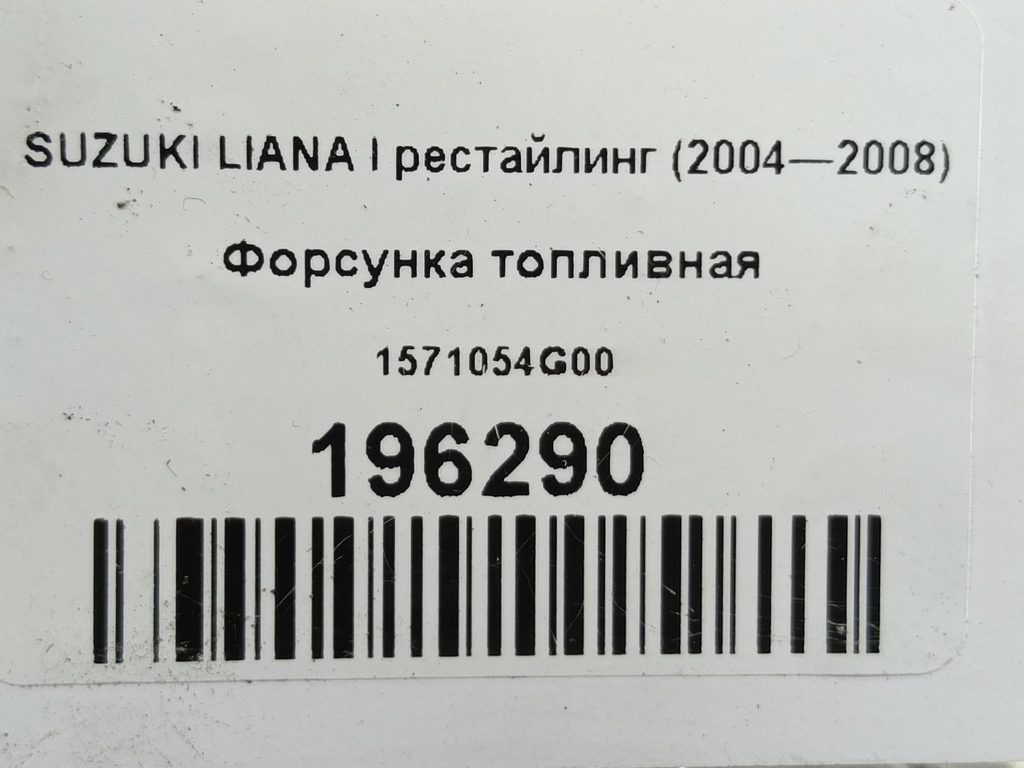 SUZUKI LIANA I рестайлинг (2004—2008)
Форсунка топливная
1571054G00
196290